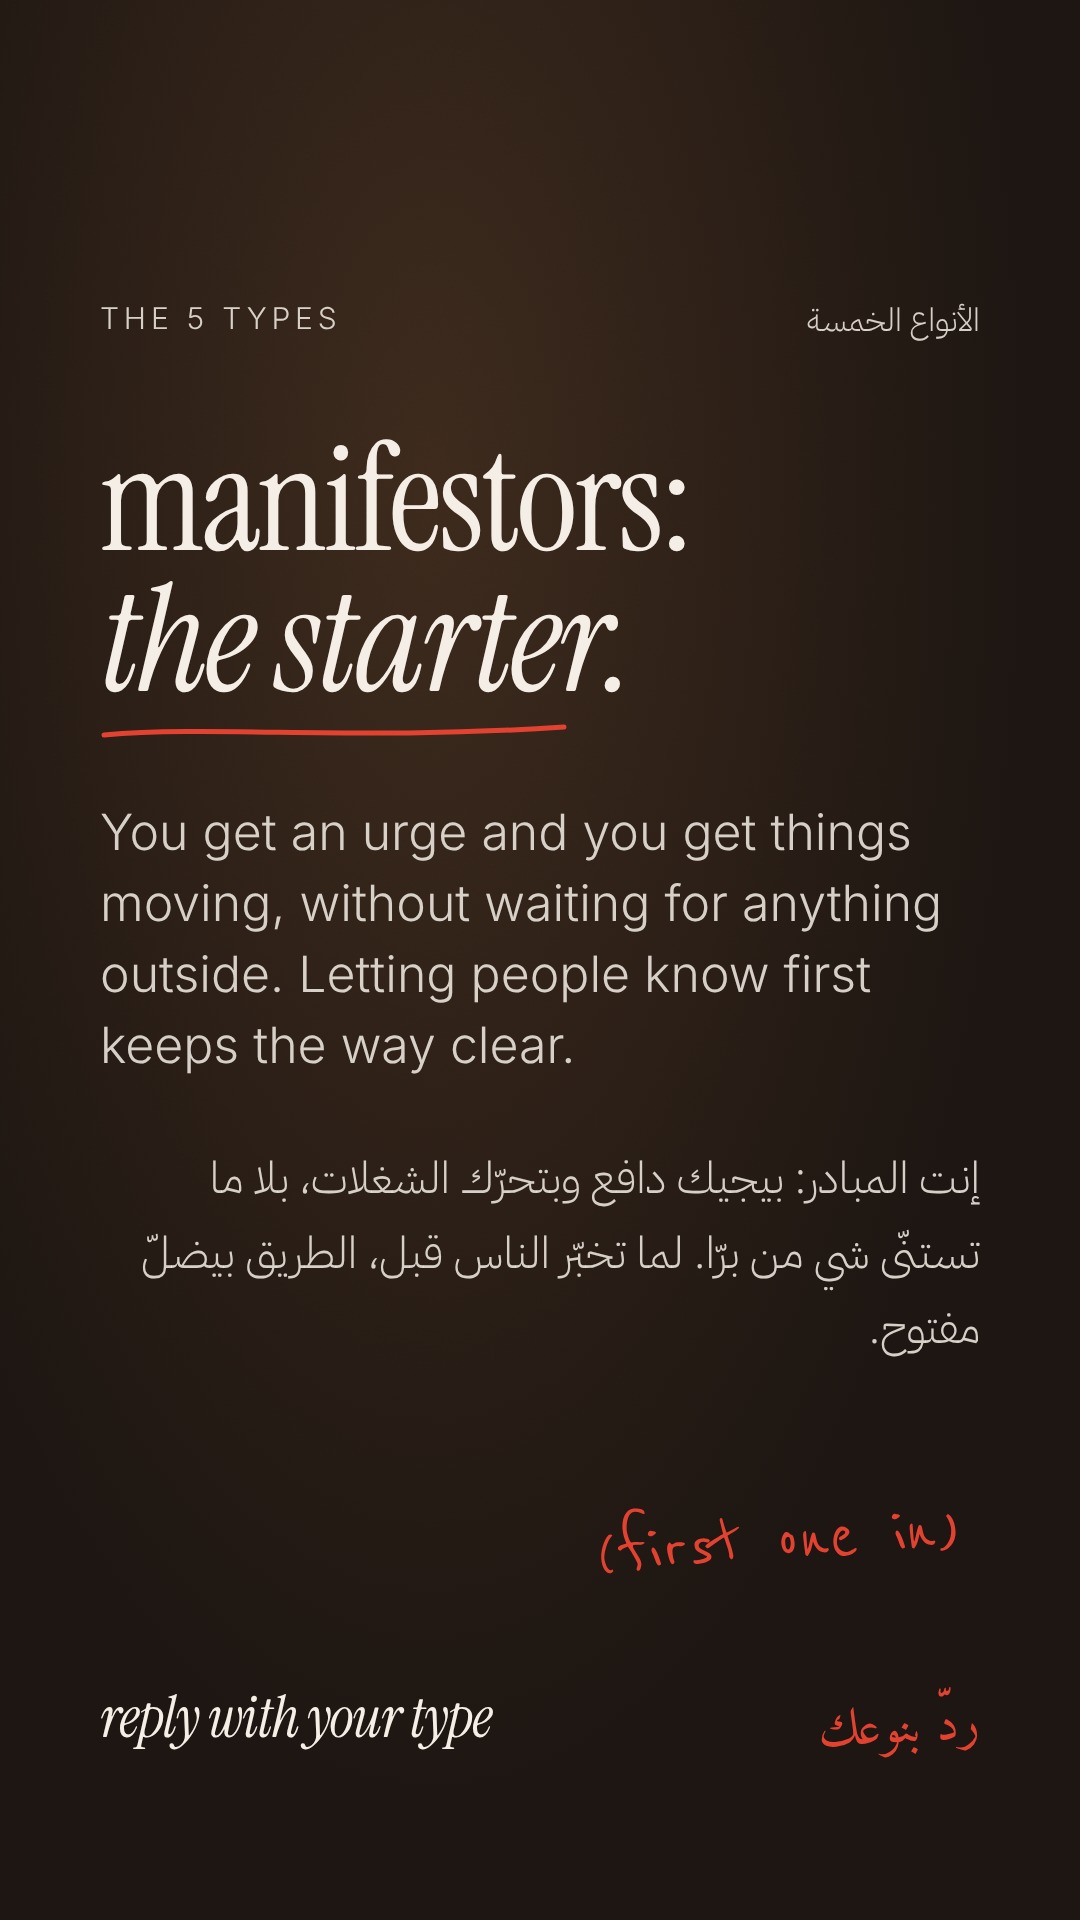 THE 5 TYPES
الأنواع الخمسة
manifestors:
the starter.
You get an urge and you get things
moving, without waiting for anything
outside. Letting people know first
keeps the way clear.
إنت المبادر: بيجيك دافع وبتحرّك الشغلات، بلا ما
تستنّى شي من برّا. لما تخبّر الناس قبل، الطريق بيضلّ
مفتوح.
(first one in)
reply with your type
ردّ بنوعك